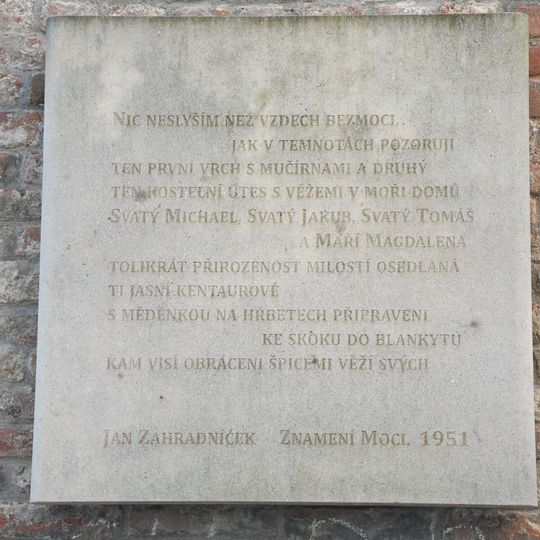 Nic neslyším než vzdech bezmoci...
jak v temnotách pozoruji
ten první vrch s mučírnami a druhý
ten kostelní útes s věžemi v moři domů
Svatý Michael, Svatý Jakub, Svatý Tomáš
a Maří Magdalena
tolikrát přirozenost milostí osedlaná
ti jasní kentaurové
s měděnkou na hřbetech připraveni
ke skoku do blankytu
kam visí obráceni špicemi věží svých
Jan Zahradníček Znamení Moci, 1951